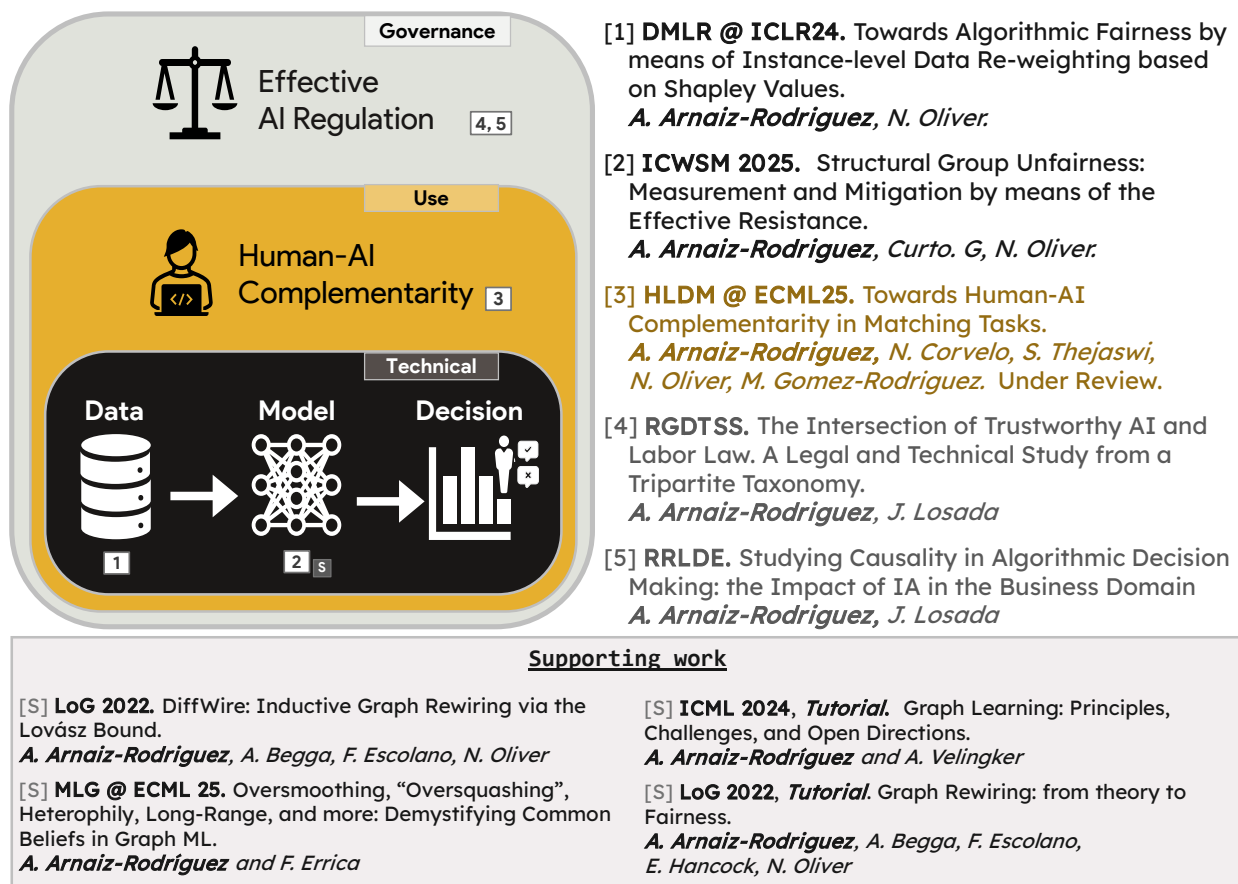 Governance
Effective
AI Regulation
4, 5
Use
Human-AI
Complementarity
3
</>
Technical
Data
Model
Decision
1
2
S
[1] DMLR @ ICLR24. Towards Algorithmic Fairness by
means of Instance-level Data Re-weighting based
on Shapley Values.
A. Arnaiz-Rodriguez, N. Oliver.
[2] ICWSM 2025. Structural Group Unfairness:
Measurement and Mitigation by means of the
Effective Resistance.
A. Arnaiz-Rodriguez, Curto. G, N. Oliver.
[3] HLDM @ ECML25. Towards Human-AI
Complementarity in Matching Tasks.
A. Arnaiz-Rodriguez, N. Corvelo, S. Thejaswi,
N. Oliver, M. Gomez-Rodriguez. Under Review.
[4] RGDTSS. The Intersection of Trustworthy AI and
Labor Law. A Legal and Technical Study from a
Tripartite Taxonomy.
A. Arnaiz-Rodriguez, J. Losada
[5] RRLDE. Studying Causality in Algorithmic Decision
Making: the Impact of IA in the Business Domain
A. Arnaiz-Rodriguez, J. Losada
Supporting work
[S] LoG 2022. DiffWire: Inductive Graph Rewiring via the
Lovász Bound.
A. Arnaiz-Rodriguez, A. Begga, F. Escolano, N. Oliver
[S] MLG @ ECML 25. Oversmoothing, “Oversquashing”,
Heterophily, Long-Range, and more: Demystifying Common
Beliefs in Graph ML.
A. Arnaiz-Rodríguez and F. Errica
[S] ICML 2024, Tutorial. Graph Learning: Principles,
Challenges, and Open Directions.
A. Arnaiz-Rodríguez and A. Velingker
[S] LoG 2022, Tutorial. Graph Rewiring: from theory to
Fairness.
A. Arnaiz-Rodriguez, A. Begga, F. Escolano,
E. Hancock, N. Oliver